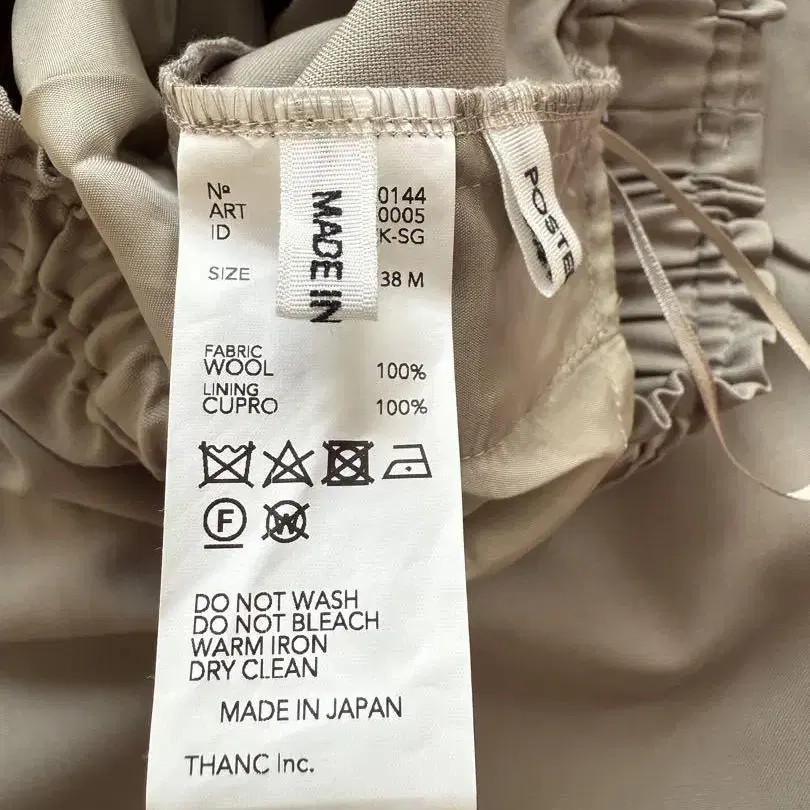 Nº 0144
ART 0005
ID K-SG
SIZE 38 M
MADE IN
POSTE
FABRIC
WOOL 100%
LINING
CUPRO 100%
F
W
DO NOT WASH
DO NOT BLEACH
WARM IRON
DRY CLEAN
MADE IN JAPAN
THANC Inc.